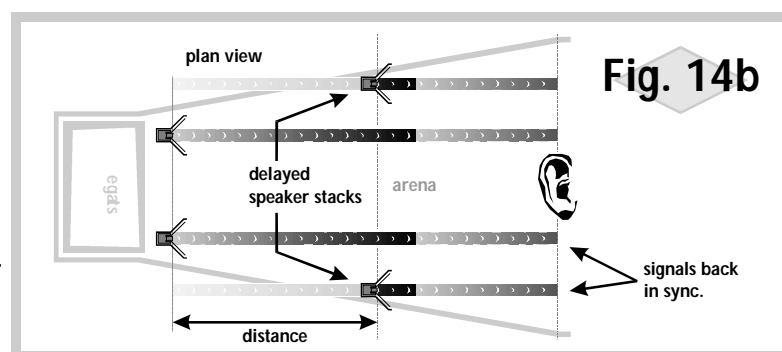 plan view
Fig. 14b
delayed
speaker stacks
egats
arena
signals back
in sync.
distance